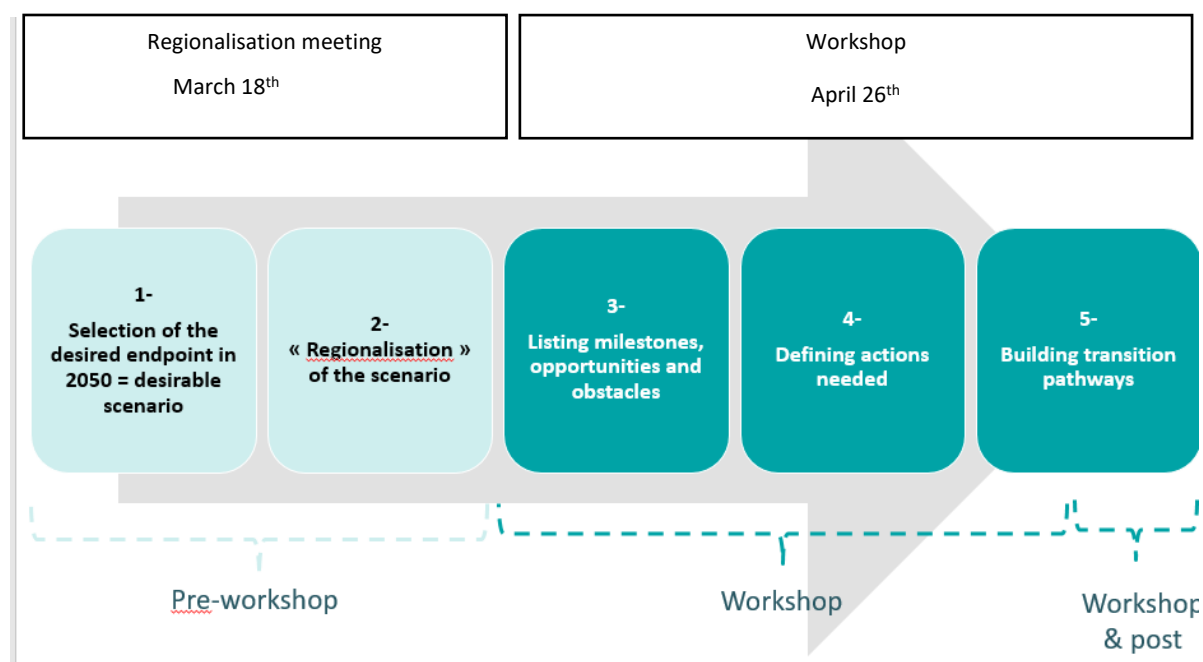 Regionalisation meeting
March 18th
Workshop
April 26th
1-
Selection of the
desired endpoint in
2050 = desirable
scenario
2-
« Regionalisation »
of the scenario
3-
Listing milestones,
opportunities and
obstacles
4-
Defining actions
needed
5-
Building transition
pathways
Pre-workshop
Workshop
Workshop
& post